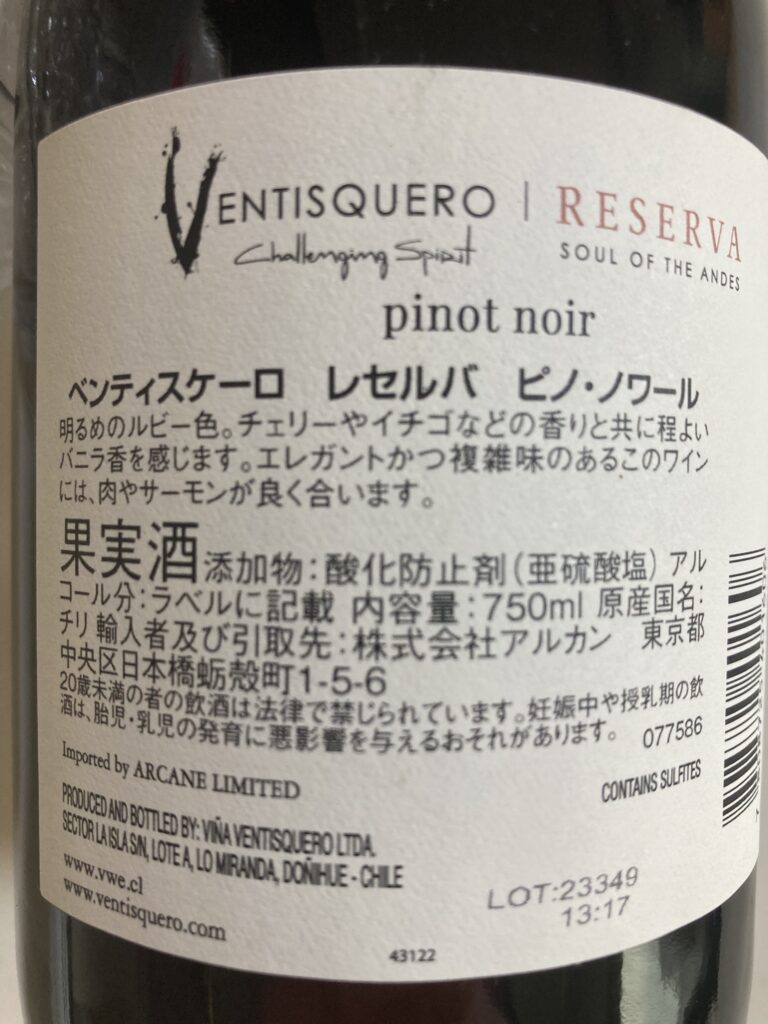 VENTISQUERO | RESERVA
Challenging Spirit
SOUL OF THE ANDES
pinot noir
ベンティスケーロ レセルバ ピノ・ノワール
明るめのルビー色。チェリーやイチゴなどの香りと共に程よい
バニラ香を感じます。エレガントかつ複雑味のあるこのワイン
には、肉やサーモンが良く合います。
果実酒 添加物:酸化防止剤(亜硫酸塩) アル
コール分:ラベルに記載 内容量:750ml 原産国名:
チリ 輸入者及び引取先:株式会社アルカン 東京都
中央区日本橋蛎殻町1-5-6
20歳未満の者の飲酒は法律で禁じられています。妊娠中や授乳期の飲
酒は、胎児・乳児の発育に悪影響を与えるおそれがあります。
077586
Imported by ARCANE LIMITED
CONTAINS SULFITES
PRODUCED AND BOTTLED BY: VIÑA VENTISQUERO LTDA.
SECTOR LA ISLA S/N, LOTE A, LO MIRANDA, DOÑIHUE - CHILE
www.vwe.cl
www.ventisquero.com
LOT:23349
13:17
43122